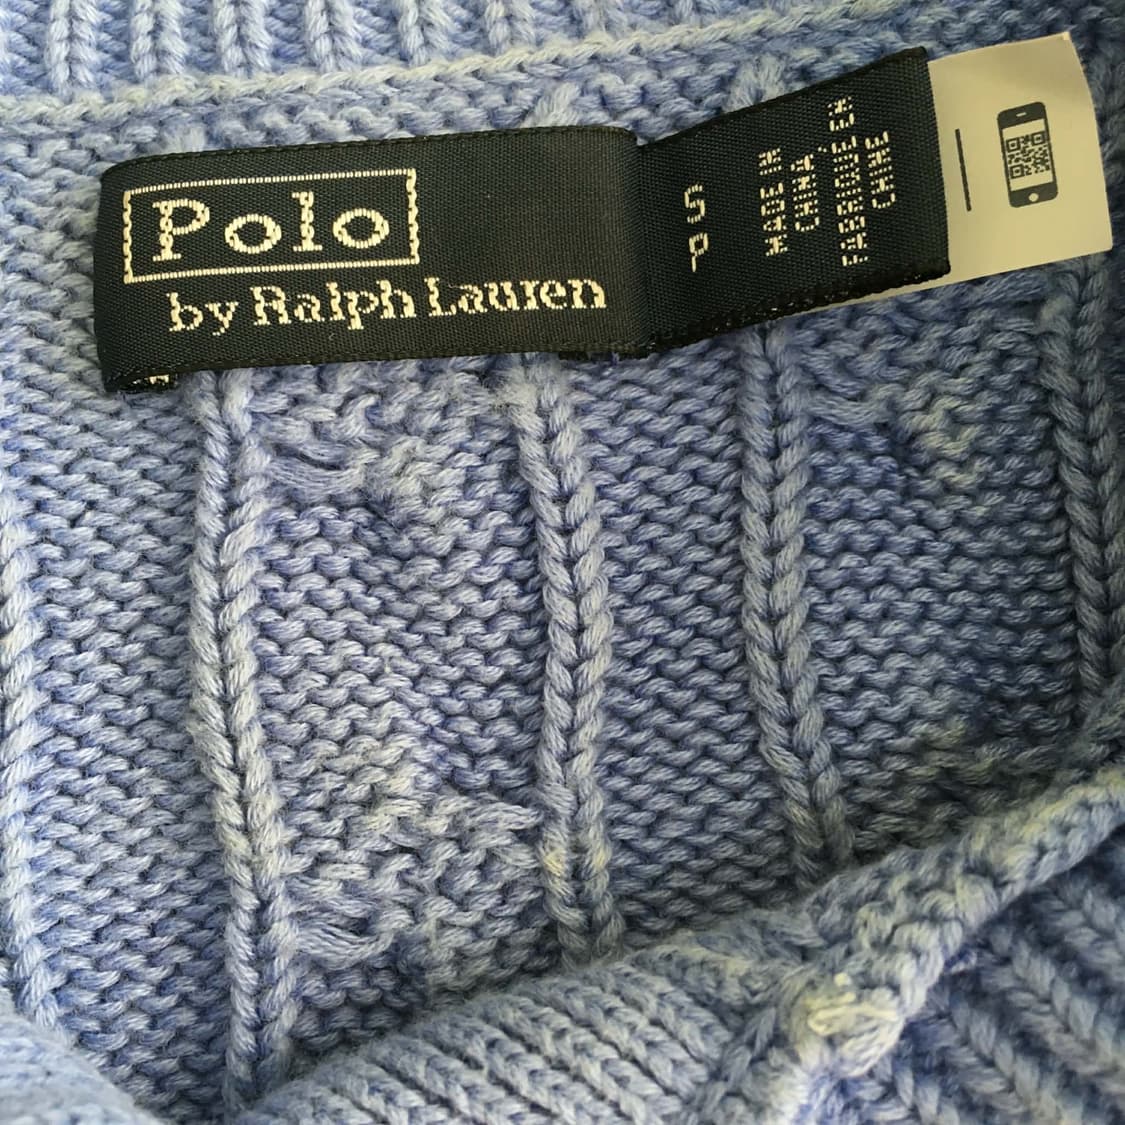 Polo
by Ralph Lauren
S
P
MADE IN
CHINA
FABRIQUÉ EN
CHINE